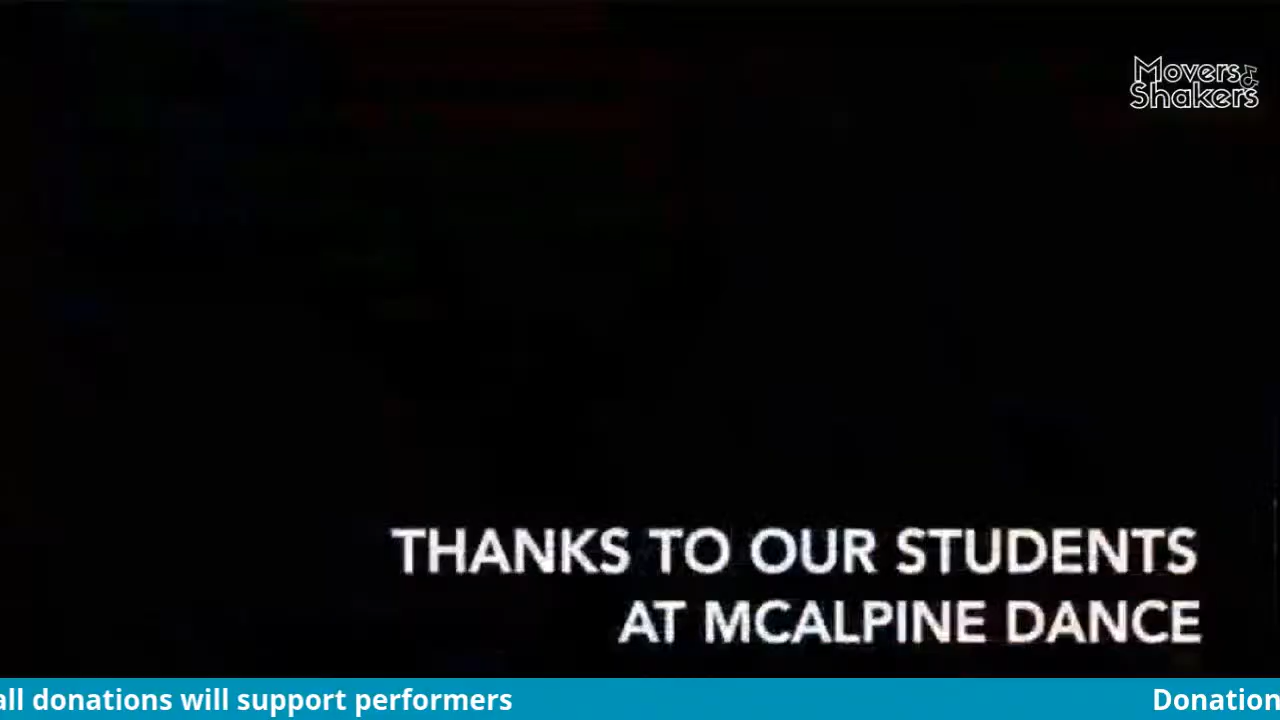 Movers
Shakers
THANKS TO OUR STUDENTS
AT MCALPINE DANCE
all donations will support performers Donation